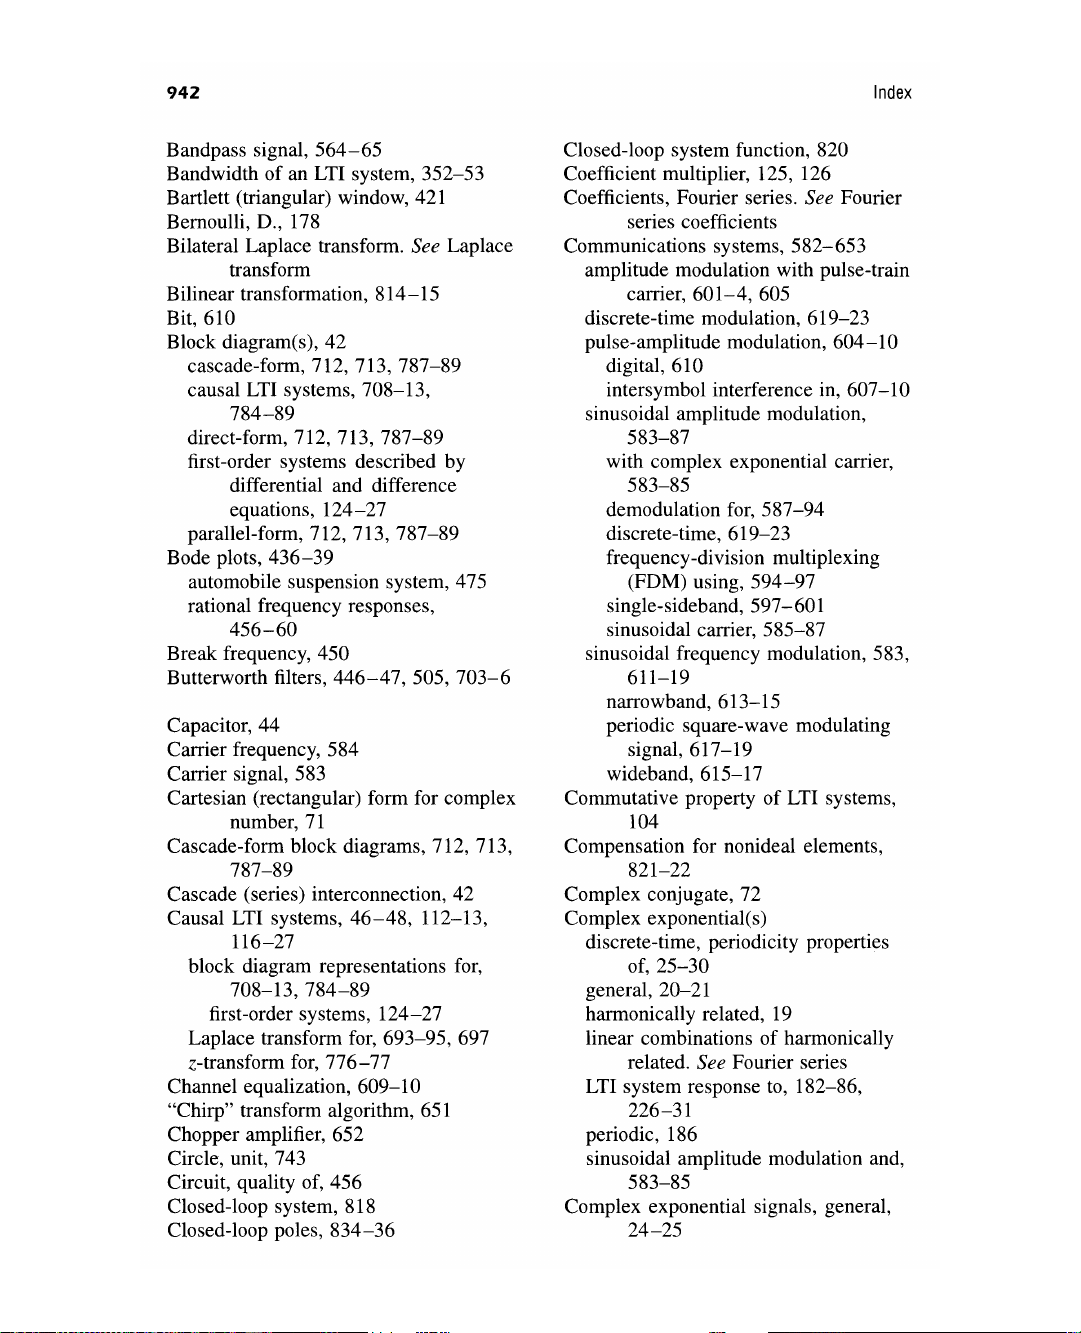 942
Index
Bandpass signal, 564–65
Bandwidth of an LTI system, 352–53
Bartlett (triangular) window, 421
Bernoulli, D., 178
Bilateral Laplace transform. See Laplace
transform
Bilinear transformation, 814–15
Bit, 610
Block diagram(s), 42
cascade-form, 712, 713, 787–89
causal LTI systems, 708–13,
784–89
direct-form, 712, 713, 787–89
first-order systems described by
differential and difference
equations, 124–27
parallel-form, 712, 713, 787–89
Bode plots, 436–39
automobile suspension system, 475
rational frequency responses,
456–60
Break frequency, 450
Butterworth filters, 446–47, 505, 703–6
Capacitor, 44
Carrier frequency, 584
Carrier signal, 583
Cartesian (rectangular) form for complex
number, 71
Cascade-form block diagrams, 712, 713,
787–89
Cascade (series) interconnection, 42
Causal LTI systems, 46–48, 112–13,
116–27
block diagram representations for,
708–13, 784–89
first-order systems, 124–27
Laplace transform for, 693–95, 697
z-transform for, 776–77
Channel equalization, 609–10
“Chirp” transform algorithm, 651
Chopper amplifier, 652
Circle, unit, 743
Circuit, quality of, 456
Closed-loop system, 818
Closed-loop poles, 834–36
Closed-loop system function, 820
Coefficient multiplier, 125, 126
Coefficients, Fourier series. See Fourier
series coefficients
Communications systems, 582–653
amplitude modulation with pulse-train
carrier, 601–4, 605
discrete-time modulation, 619–23
pulse-amplitude modulation, 604–10
digital, 610
intersymbol interference in, 607–10
sinusoidal amplitude modulation,
583–87
with complex exponential carrier,
583–85
demodulation for, 587–94
discrete-time, 619–23
frequency-division multiplexing
(FDM) using, 594–97
single-sideband, 597–601
sinusoidal carrier, 585–87
sinusoidal frequency modulation, 583,
611–19
narrowband, 613–15
periodic square-wave modulating
signal, 617–19
wideband, 615–17
Commutative property of LTI systems,
104
Compensation for nonideal elements,
821–22
Complex conjugate, 72
Complex exponential(s)
discrete-time, periodicity properties
of, 25–30
general, 20–21
harmonically related, 19
linear combinations of harmonically
related. See Fourier series
LTI system response to, 182–86,
226–31
periodic, 186
sinusoidal amplitude modulation and,
583–85
Complex exponential signals, general,
24–25